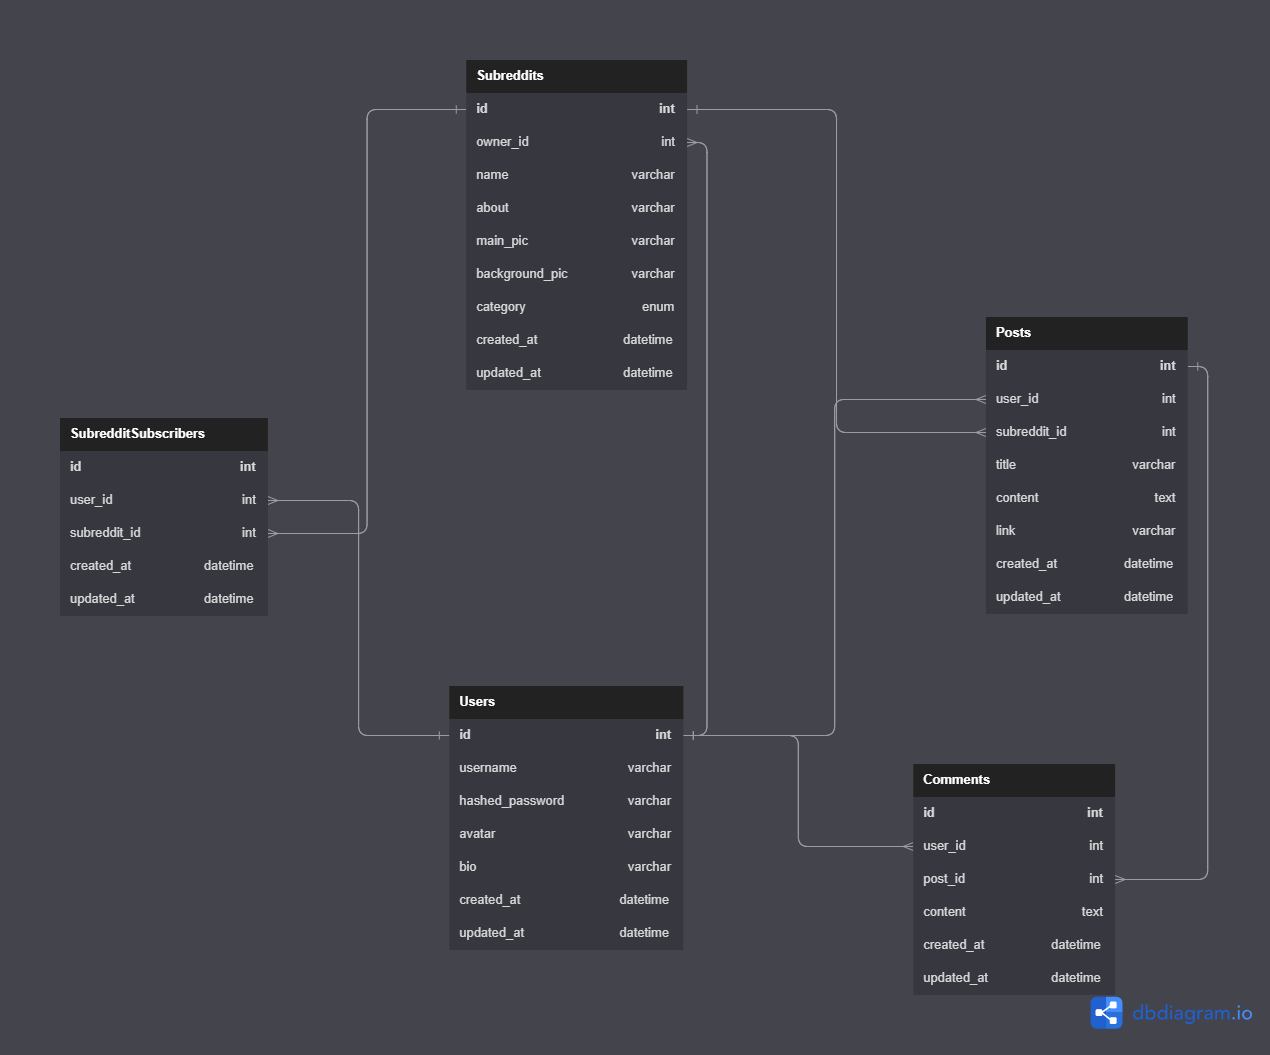 Subreddits
id int
owner_id int
name varchar
about varchar
main_pic varchar
background_pic varchar
category enum
created_at datetime
updated_at datetime
Posts
id int
user_id int
subreddit_id int
title varchar
content text
link varchar
created_at datetime
updated_at datetime
SubredditSubscribers
id int
user_id int
subreddit_id int
created_at datetime
updated_at datetime
Users
id int
username varchar
hashed_password varchar
avatar varchar
bio varchar
created_at datetime
updated_at datetime
Comments
id int
user_id int
post_id int
content text
created_at datetime
updated_at datetime
dbdiagram.io